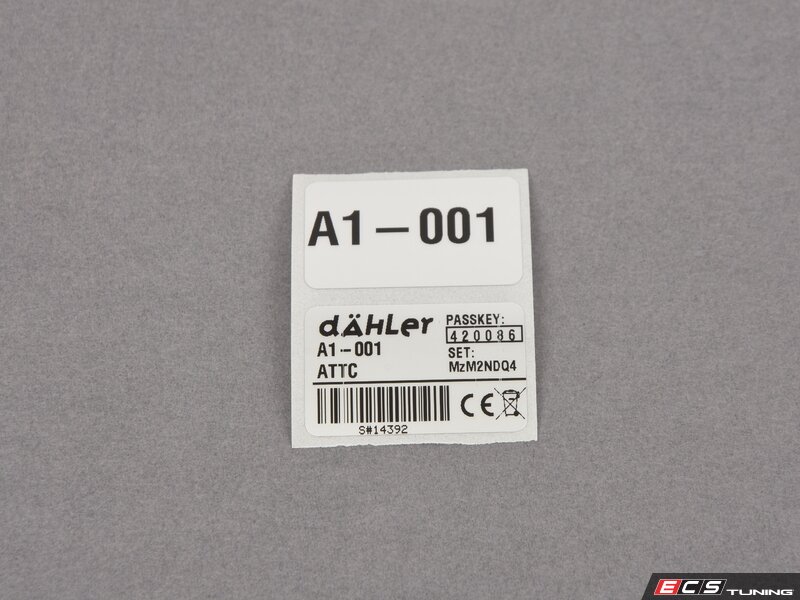 A1-001
dÄHLer
A1-001
ATTC
PASSKEY:
420086
SET:
MzM2NDQ4
S#14392
CE
ECS TUNING